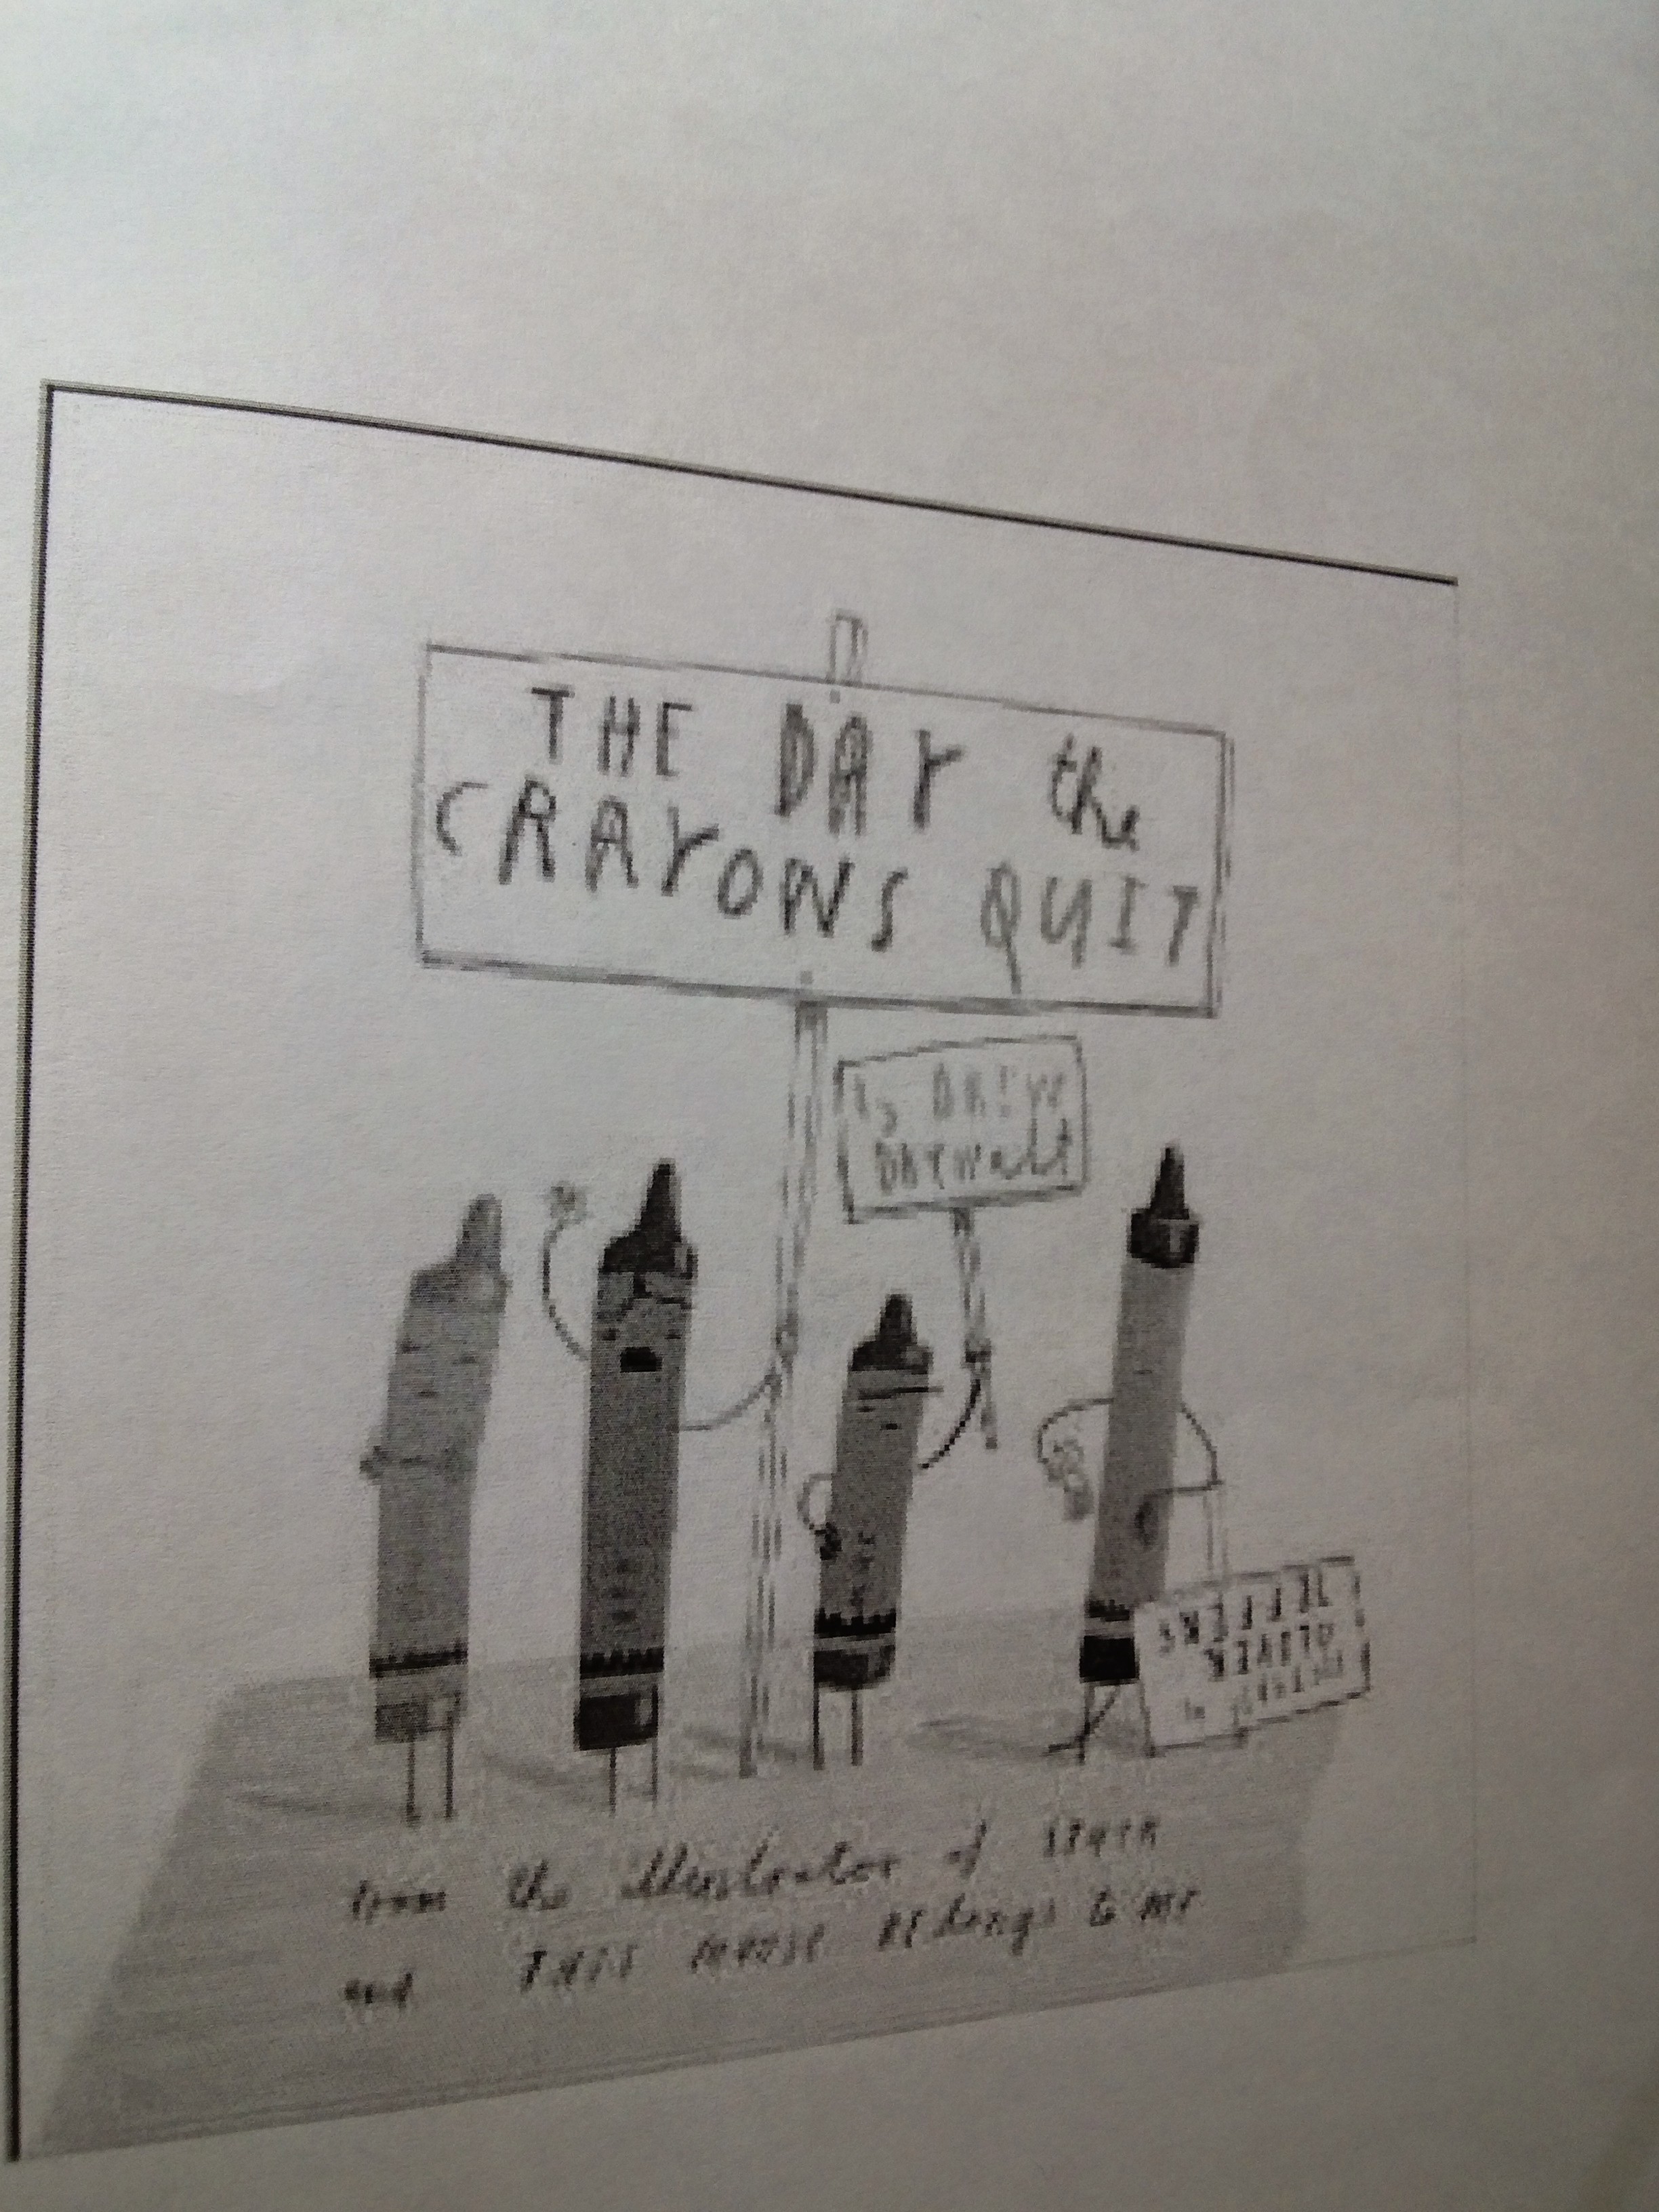 THE DAY the
CRAYONS QUIT
by DREW
DAYWALT
PICTURES by
OLIVER
JEFFERS
from the illustrator of STUCK
and THIS MOOSE BELONGS to ME